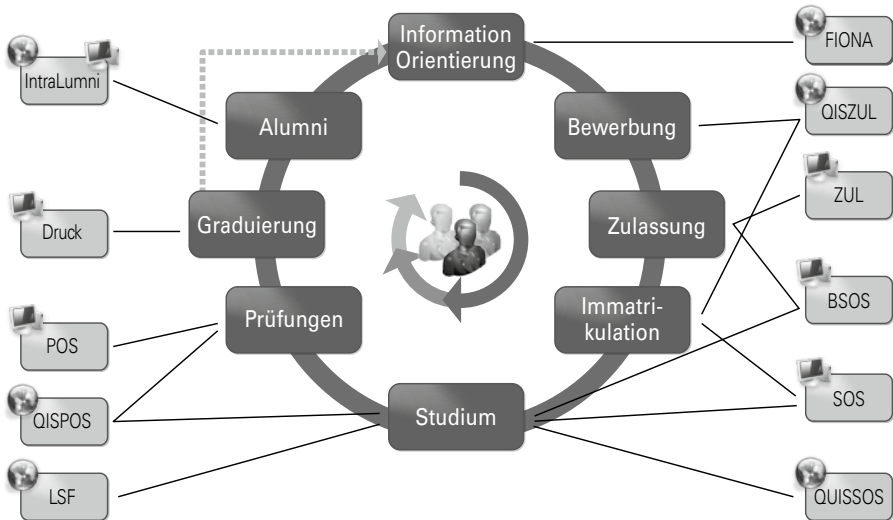 Information
Orientierung
FIONA
IntraLumni
Alumni
Bewerbung
QISZUL
ZUL
Druck
Graduierung
Zulassung
BSOS
Prüfungen
Immatri-
kulation
POS
SOS
QISPOS
Studium
LSF
QUISSOS